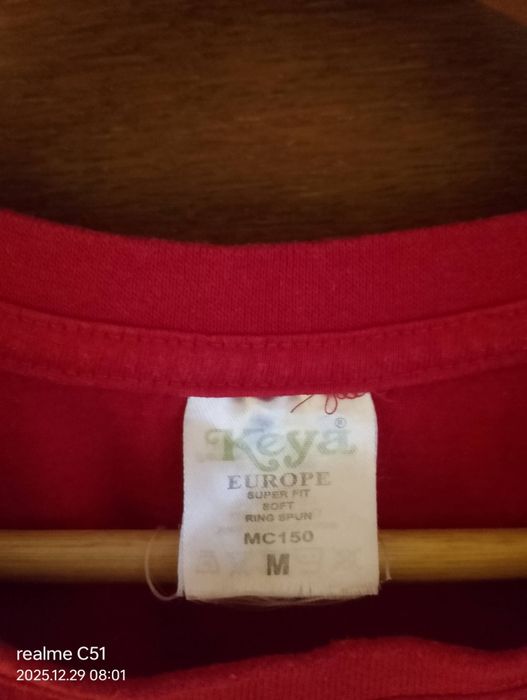 Keya®
EUROPE
SUPER FIT
SOFT
RING SPUN
MC150
M
realme C51
2025.12.29 08:01